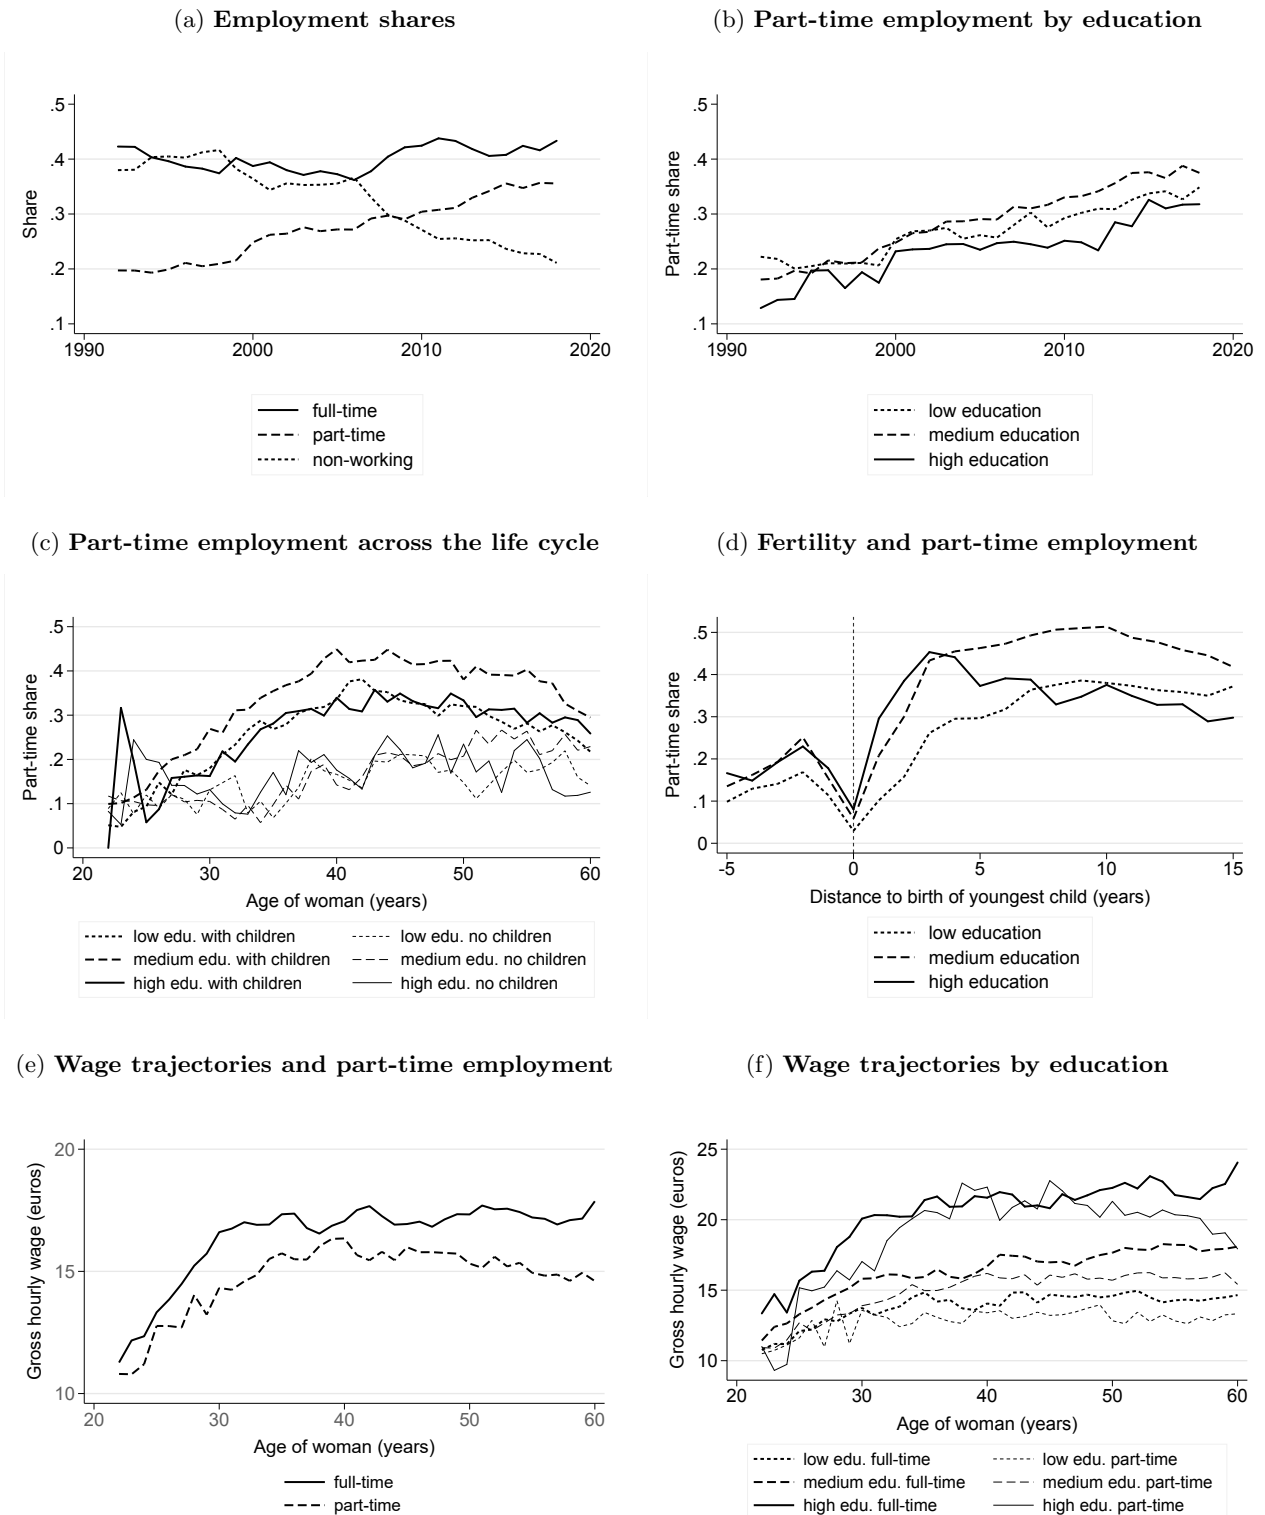 (a) Employment shares
.5
.4
.3
.2
.1
Share
1990
2000
2010
2020
full-time
part-time
non-working
(b) Part-time employment by education
.5
.4
.3
.2
.1
Part-time share
1990
2000
2010
2020
low education
medium education
high education
(c) Part-time employment across the life cycle
.5
.4
.3
.2
.1
0
Part-time share
20
30
40
50
60
Age of woman (years)
low edu. with children
low edu. no children
medium edu. with children
medium edu. no children
high edu. with children
high edu. no children
(d) Fertility and part-time employment
.5
.4
.3
.2
.1
0
Part-time share
-5
0
5
10
15
Distance to birth of youngest child (years)
low education
medium education
high education
(e) Wage trajectories and part-time employment
20
15
10
Gross hourly wage (euros)
20
30
40
50
60
Age of woman (years)
full-time
part-time
(f) Wage trajectories by education
25
20
15
10
Gross hourly wage (euros)
20
30
40
50
60
Age of woman (years)
low edu. full-time
low edu. part-time
medium edu. full-time
medium edu. part-time
high edu. full-time
high edu. part-time